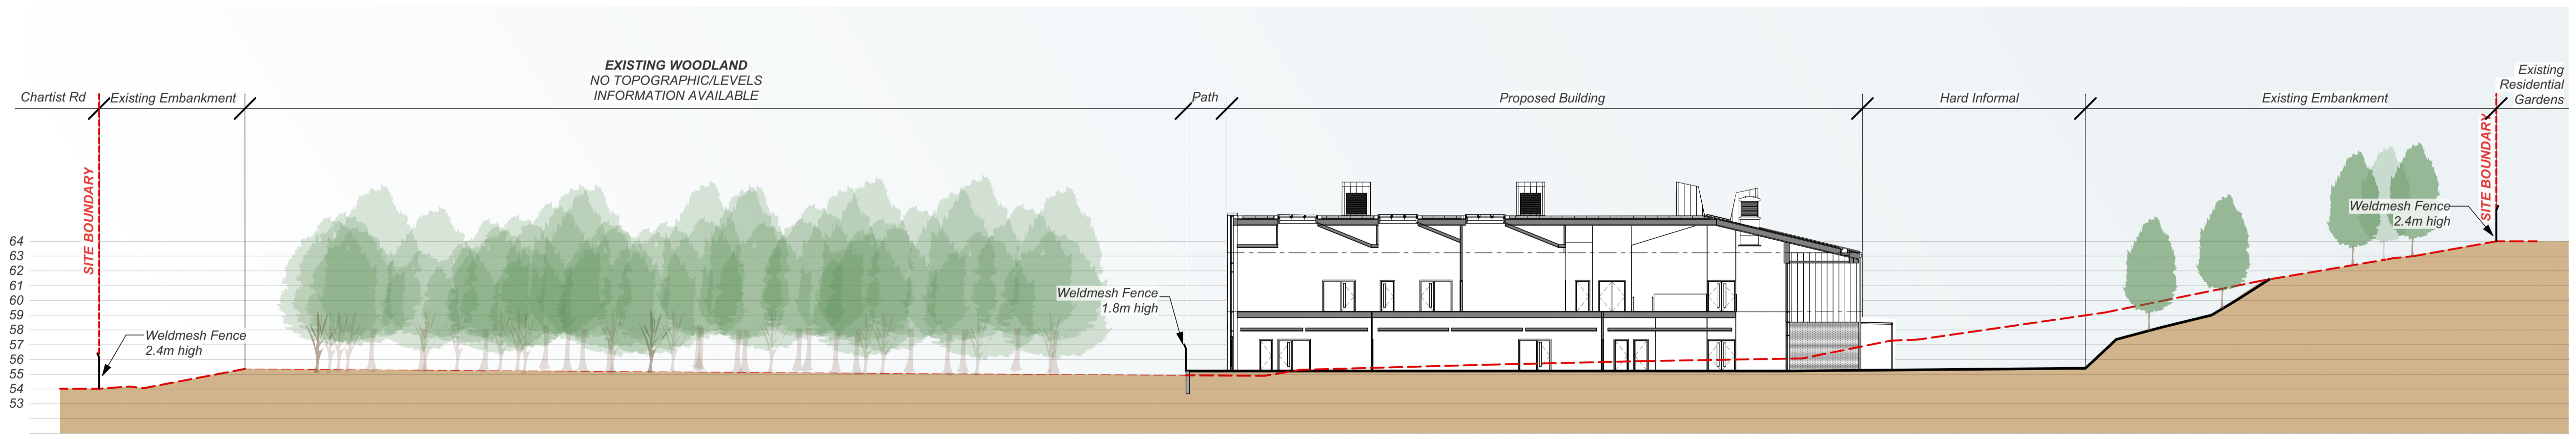 EXISTING WOODLAND
NO TOPOGRAPHIC/LEVELS
INFORMATION AVAILABLE
Chartist Rd
Existing Embankment
Path
Proposed Building
Hard Informal
Existing Embankment
Existing
Residential
Gardens
SITE BOUNDARY
SITE BOUNDARY
Weldmesh Fence
2.4m high
Weldmesh Fence
1.8m high
Weldmesh Fence
2.4m high
64
63
62
61
60
59
58
57
56
55
54
53